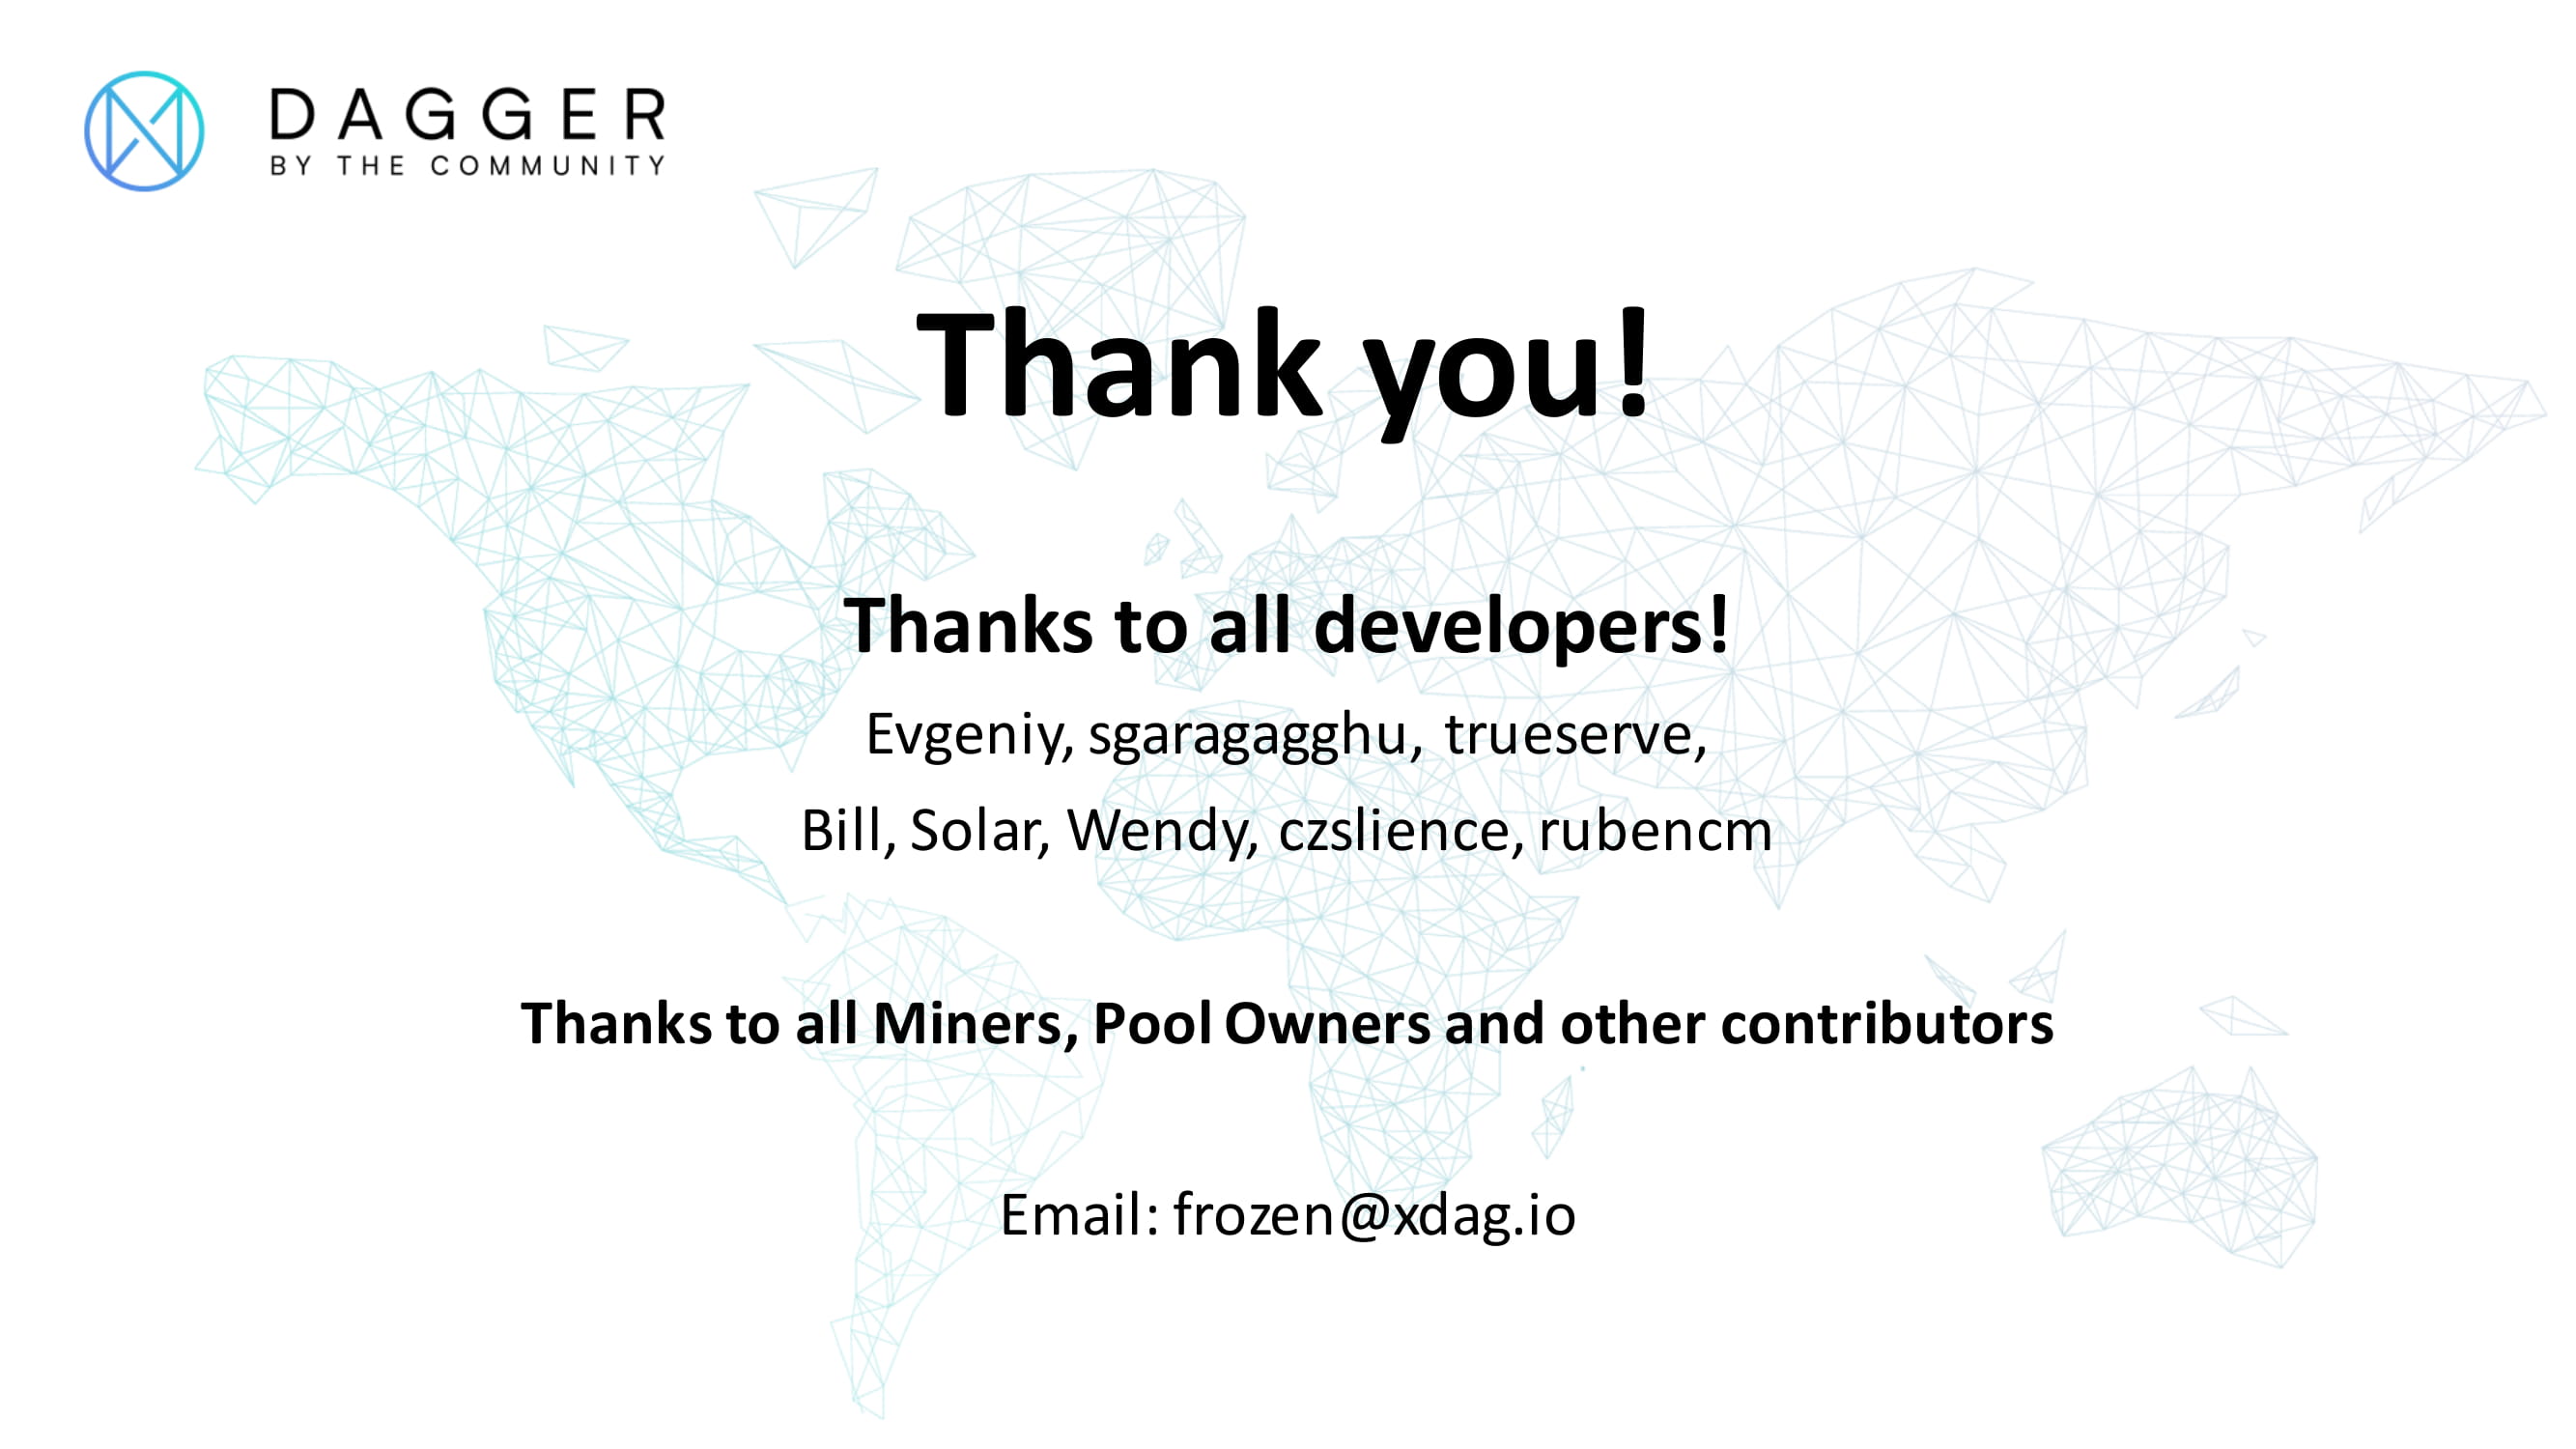 DAGGER
BY THE COMMUNITY
Thank you!
Thanks to all developers!
Evgeniy, sgaragagghu, trueserve,
Bill, Solar, Wendy, czslience, rubencm
Thanks to all Miners, Pool Owners and other contributors
Email: frozen@xdag.io